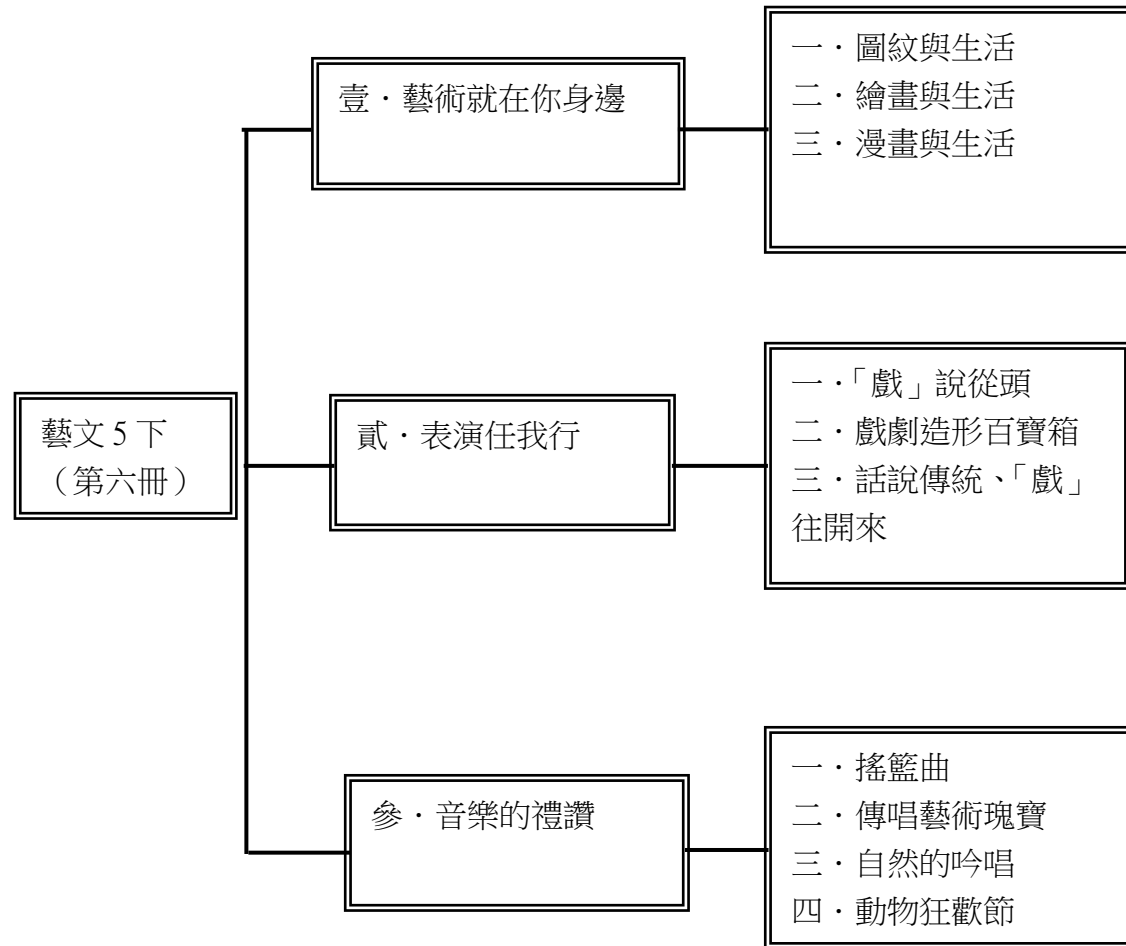 藝文 5 下
（第六冊）
壹．藝術就在你身邊
一．圖紋與生活
二．繪畫與生活
三．漫畫與生活
貳．表演任我行
一．「戲」說從頭
二．戲劇造形百寶箱
三．話說傳統、「戲」
往開來
參．音樂的禮讚
一．搖籃曲
二．傳唱藝術瑰寶
三．自然的吟唱
四．動物狂歡節